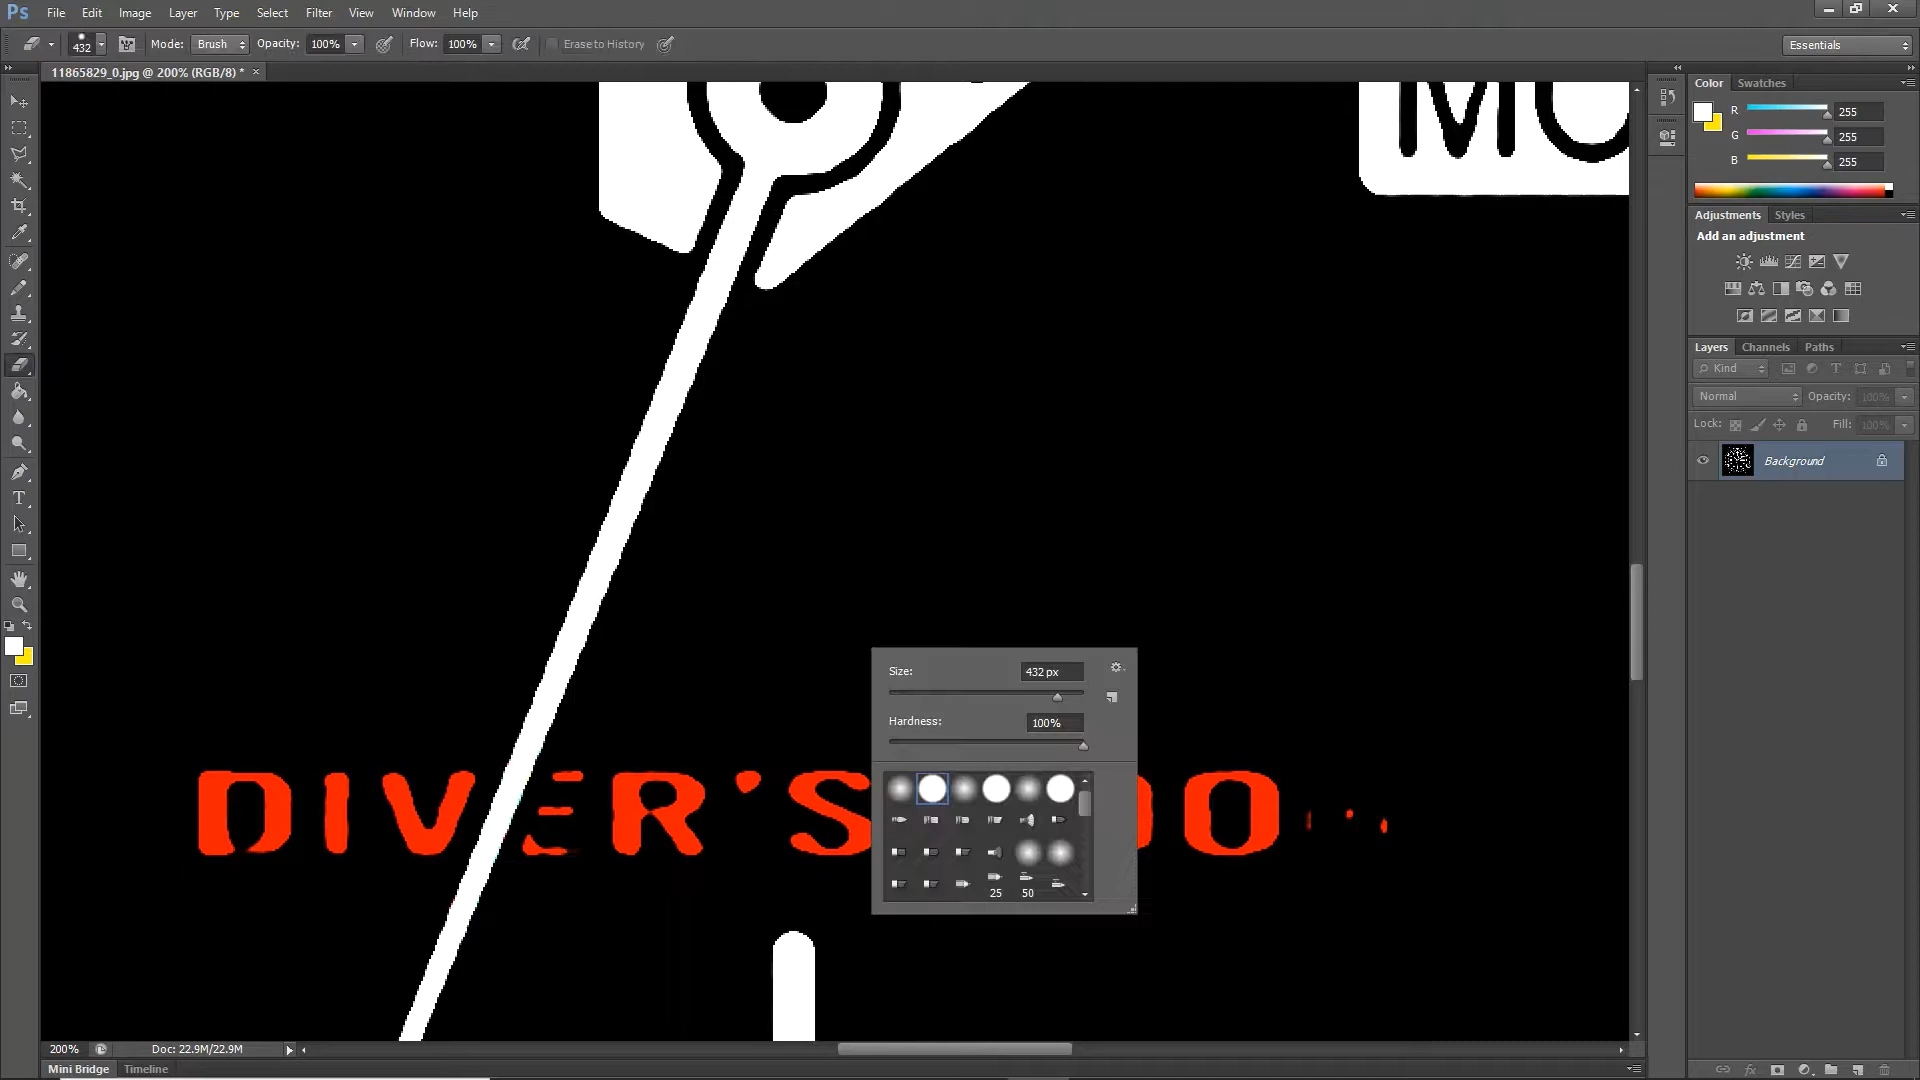 Ps File Edit Image Layer Type Select Filter View Window Help
432 Mode: Brush Opacity: 100% Flow: 100% Erase to History Essentials
11865829_0.jpg @ 200% (RGB/8) * ×
Color Swatches
R 255
G 255
B 255
Adjustments Styles
Add an adjustment
Layers Channels Paths
Kind
Normal Opacity: 100%
Lock: Fill: 100%
Background
MO
Size: 432 px
Hardness: 100%
25 50
DIVER'S
200% Doc: 22.9M/22.9M
Mini Bridge Timeline